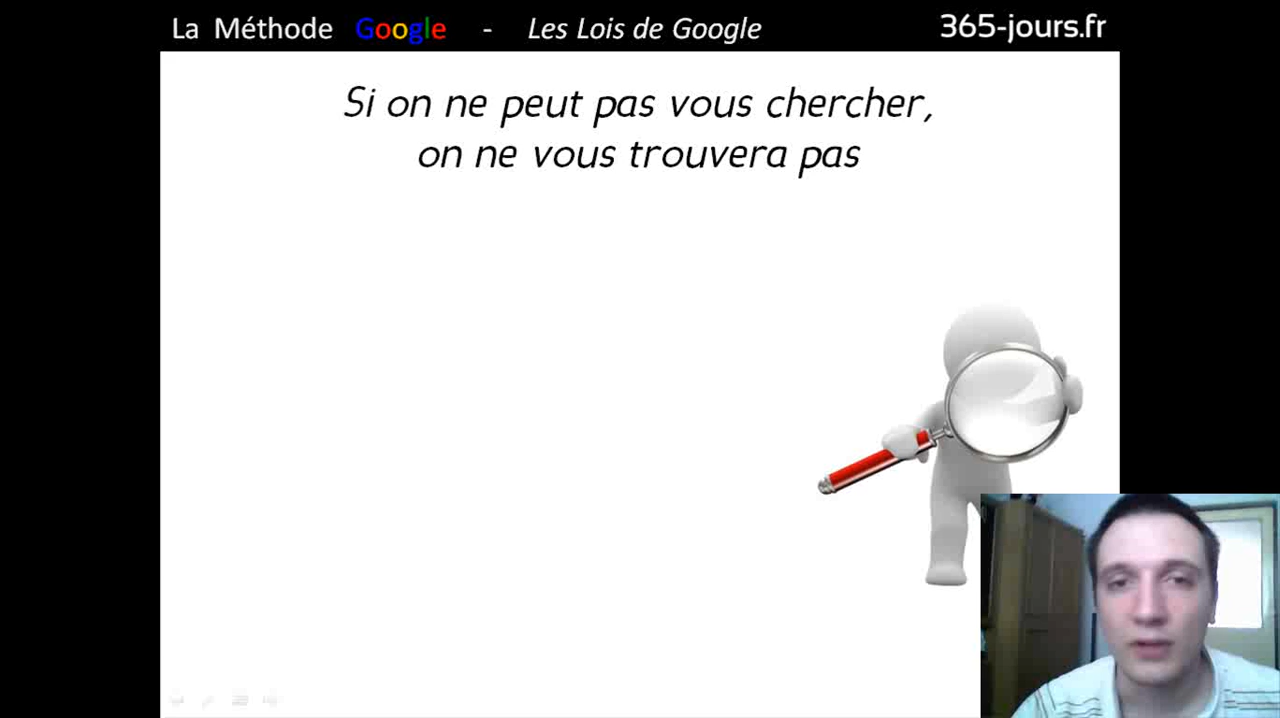 La Méthode Google - Les Lois de Google
365-jours.fr
Si on ne peut pas vous chercher,
on ne vous trouvera pas